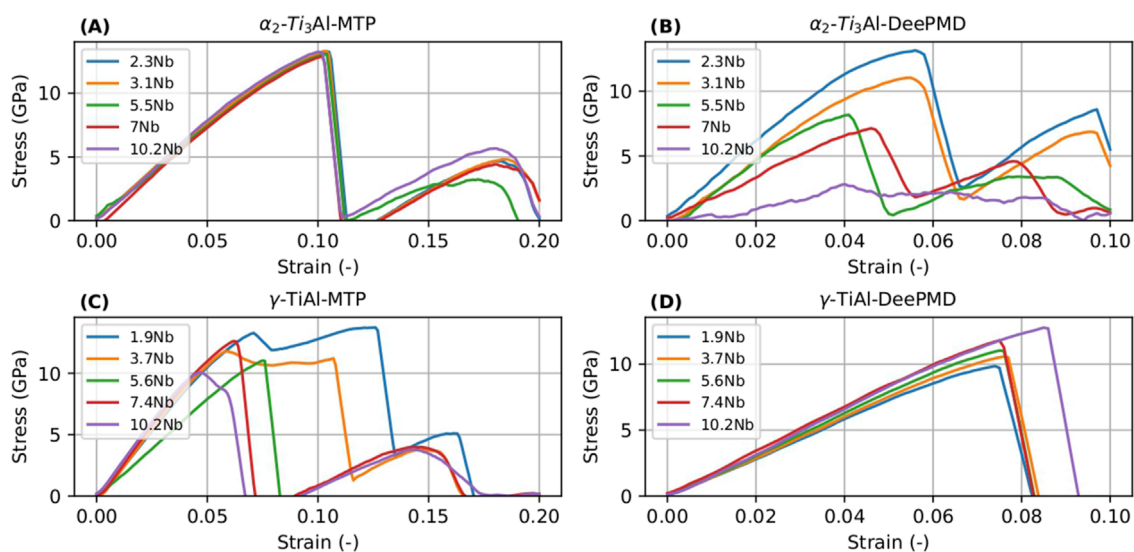 (A) α₂-Ti₃Al-MTP
Stress (GPa)
10
5
0
2.3Nb
3.1Nb
5.5Nb
7Nb
10.2Nb
0.00 0.05 0.10 0.15 0.20
Strain (-)
(B) α₂-Ti₃Al-DeePMD
Stress (GPa)
10
5
0
2.3Nb
3.1Nb
5.5Nb
7Nb
10.2Nb
0.00 0.02 0.04 0.06 0.08 0.10
Strain (-)
(C) γ-TiAl-MTP
Stress (GPa)
10
5
0
1.9Nb
3.7Nb
5.6Nb
7.4Nb
10.2Nb
0.00 0.05 0.10 0.15 0.20
Strain (-)
(D) γ-TiAl-DeePMD
Stress (GPa)
10
5
0
1.9Nb
3.7Nb
5.6Nb
7.4Nb
10.2Nb
0.00 0.02 0.04 0.06 0.08 0.10
Strain (-)